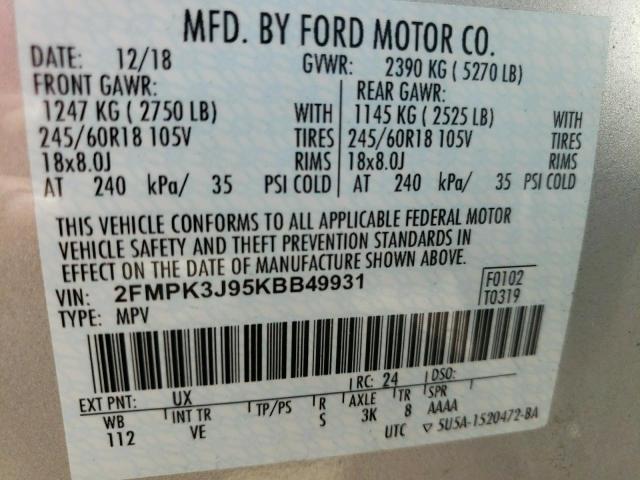 MFD. BY FORD MOTOR CO.
DATE: 12/18 GVWR: 2390 KG ( 5270 LB)
FRONT GAWR: REAR GAWR:
1247 KG ( 2750 LB) WITH 1145 KG ( 2525 LB) WITH
245/60R18 105V TIRES 245/60R18 105V TIRES
18x8.0J RIMS 18x8.0J RIMS
AT 240 kPa/ 35 PSI COLD AT 240 kPa/ 35 PSI COLD
THIS VEHICLE CONFORMS TO ALL APPLICABLE FEDERAL MOTOR
VEHICLE SAFETY AND THEFT PREVENTION STANDARDS IN
EFFECT ON THE DATE OF MANUFACTURE SHOWN ABOVE.
VIN: 2FMPK3J95KBB49931 F0102
TYPE: MPV T0319
EXT PNT: UX RC: 24 DSO:
WB INT TR TP/PS R AXLE TR SPR
112 VE S 3K 8 AAAA
UTC ▽ 5U5A-1520472-BA